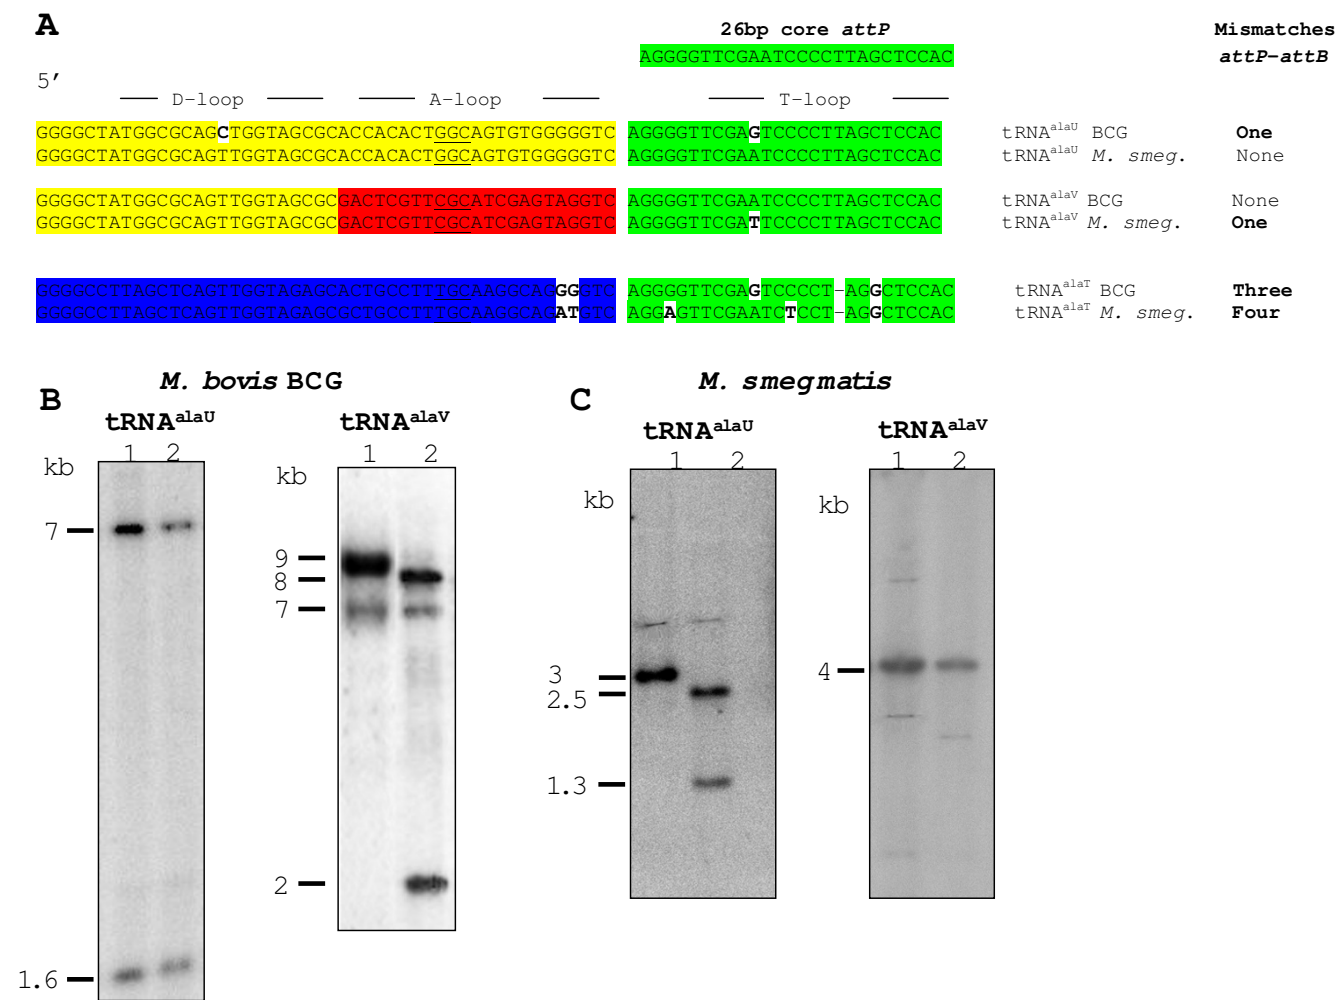 A
26bp core attP
Mismatches
AGGGGTTCGAATCCCCTTAGCTCCAC
attP-attB
5’
D-loop A-loop T-loop
GGGGCTATGGCGCAGCTGGTAGCGCACCACACTGGCAGTGTGGGGGTC AGGGGTTCGAGTCCCCTTAGCTCCAC tRNAalaU BCG One
GGGGCTATGGCGCAGTTGGTAGCGCACCACACTGGCAGTGTGGGGGTC AGGGGTTCGAATCCCCTTAGCTCCAC tRNAalaU M. smeg. None
GGGGCTATGGCGCAGTTGGTAGCGCGACTCGTTCGCATCGAGTAGGTC AGGGGTTCGAATCCCCTTAGCTCCAC tRNAalaV BCG None
GGGGCTATGGCGCAGTTGGTAGCGCGACTCGTTCGCATCGAGTAGGTC AGGGGTTCGATTCCCCTTAGCTCCAC tRNAalaV M. smeg. One
AGGGGTTCGAGTCCCCT-AGGCTCCAC tRNAalaT BCG Three
AGGAGTTCGAATCTCCT-AGGCTCCAC tRNAalaT M. smeg. Four
B
M. bovis BCG
tRNAalaU
1 2
kb
7
1.6
tRNAalaV
1 2
kb
9
8
7
2
C
M. smegmatis
tRNAalaU
1 2
kb
3
2.5
1.3
tRNAalaV
1 2
kb
4